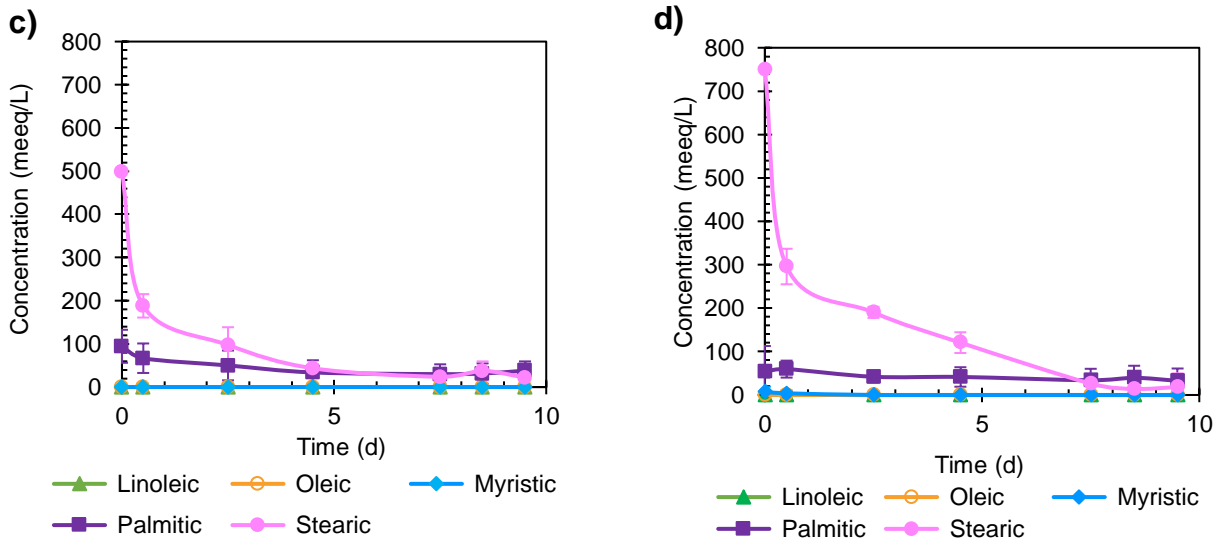 c)
Concentration (meeq/L)
800
700
600
500
400
300
200
100
0
0 5 10
Time (d)
Linoleic Oleic Myristic
Palmitic Stearic
d)
Concentration (meeq/L)
800
700
600
500
400
300
200
100
0
0 5 10
Time (d)
Linoleic Oleic Myristic
Palmitic Stearic